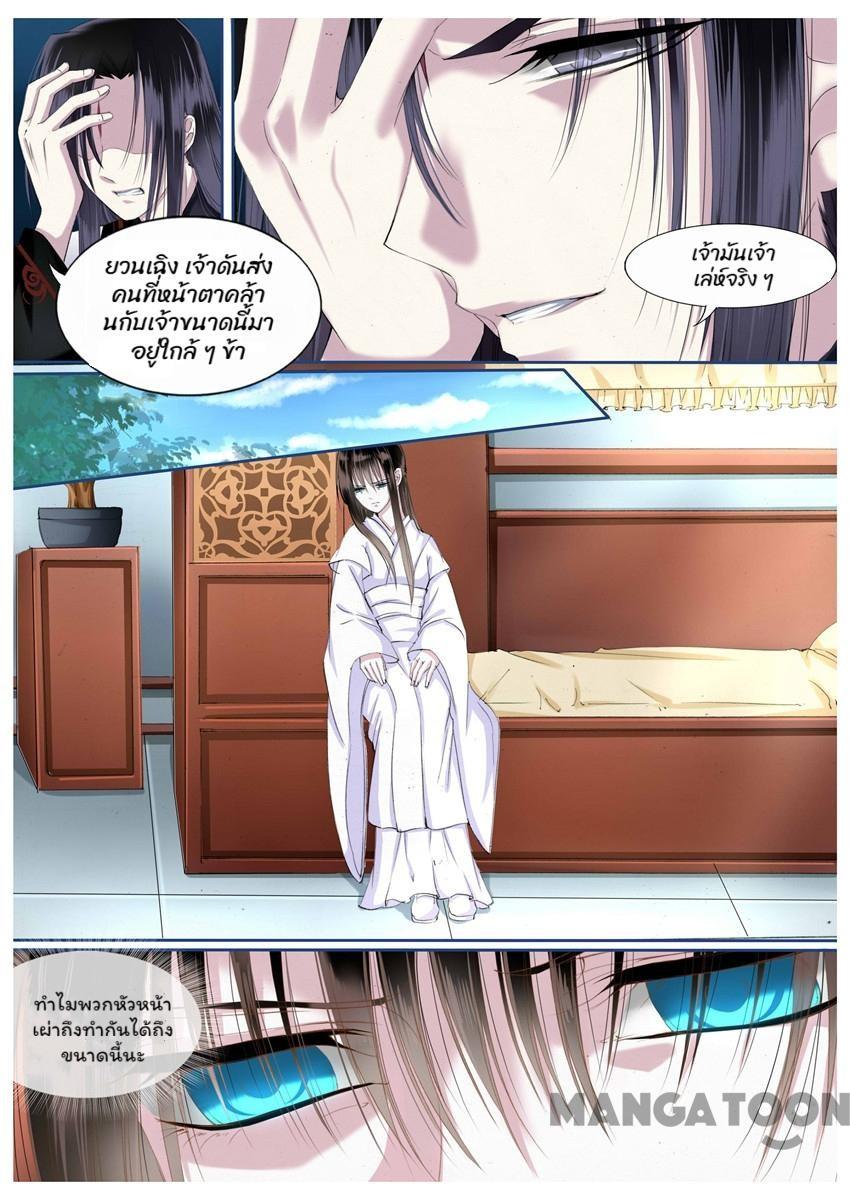 ยวนเฉิง เจ้าดันส่ง
คนที่หน้าตาคล้า
นกับเจ้าขนาดนี้มา
อยู่ใกล้ ๆ ข้า
เจ้ามันเจ้า
เล่ห์จริง ๆ
ทำไมพวกหัวหน้า
เผ่าถึงทำกันได้ถึง
ขนาดนี้นะ
MANGATOON